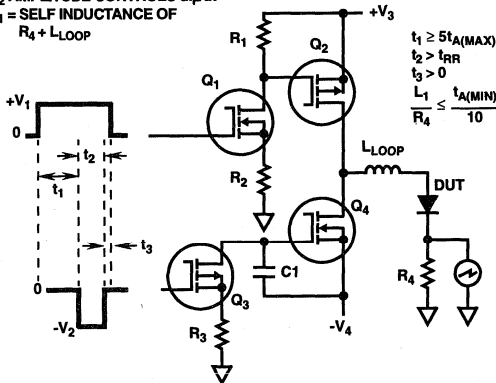 = SELF INDUCTANCE OF
R4 + LLOOP
+V1
0
t2
t1
t3
0
-V2
R1
Q1
R2
Q2
+V3
Q3
R3
C1
Q4
-V4
LLOOP
DUT
R4
t1 ≥ 5tA(MAX)
t2 > tRR
t3 > 0
L1/R4 ≤ tA(MIN)/10